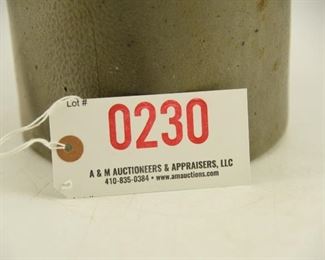 Lot #
0230
A & M AUCTIONEERS & APPRAISERS, LLC
410-835-0384 • www.amauctions.com